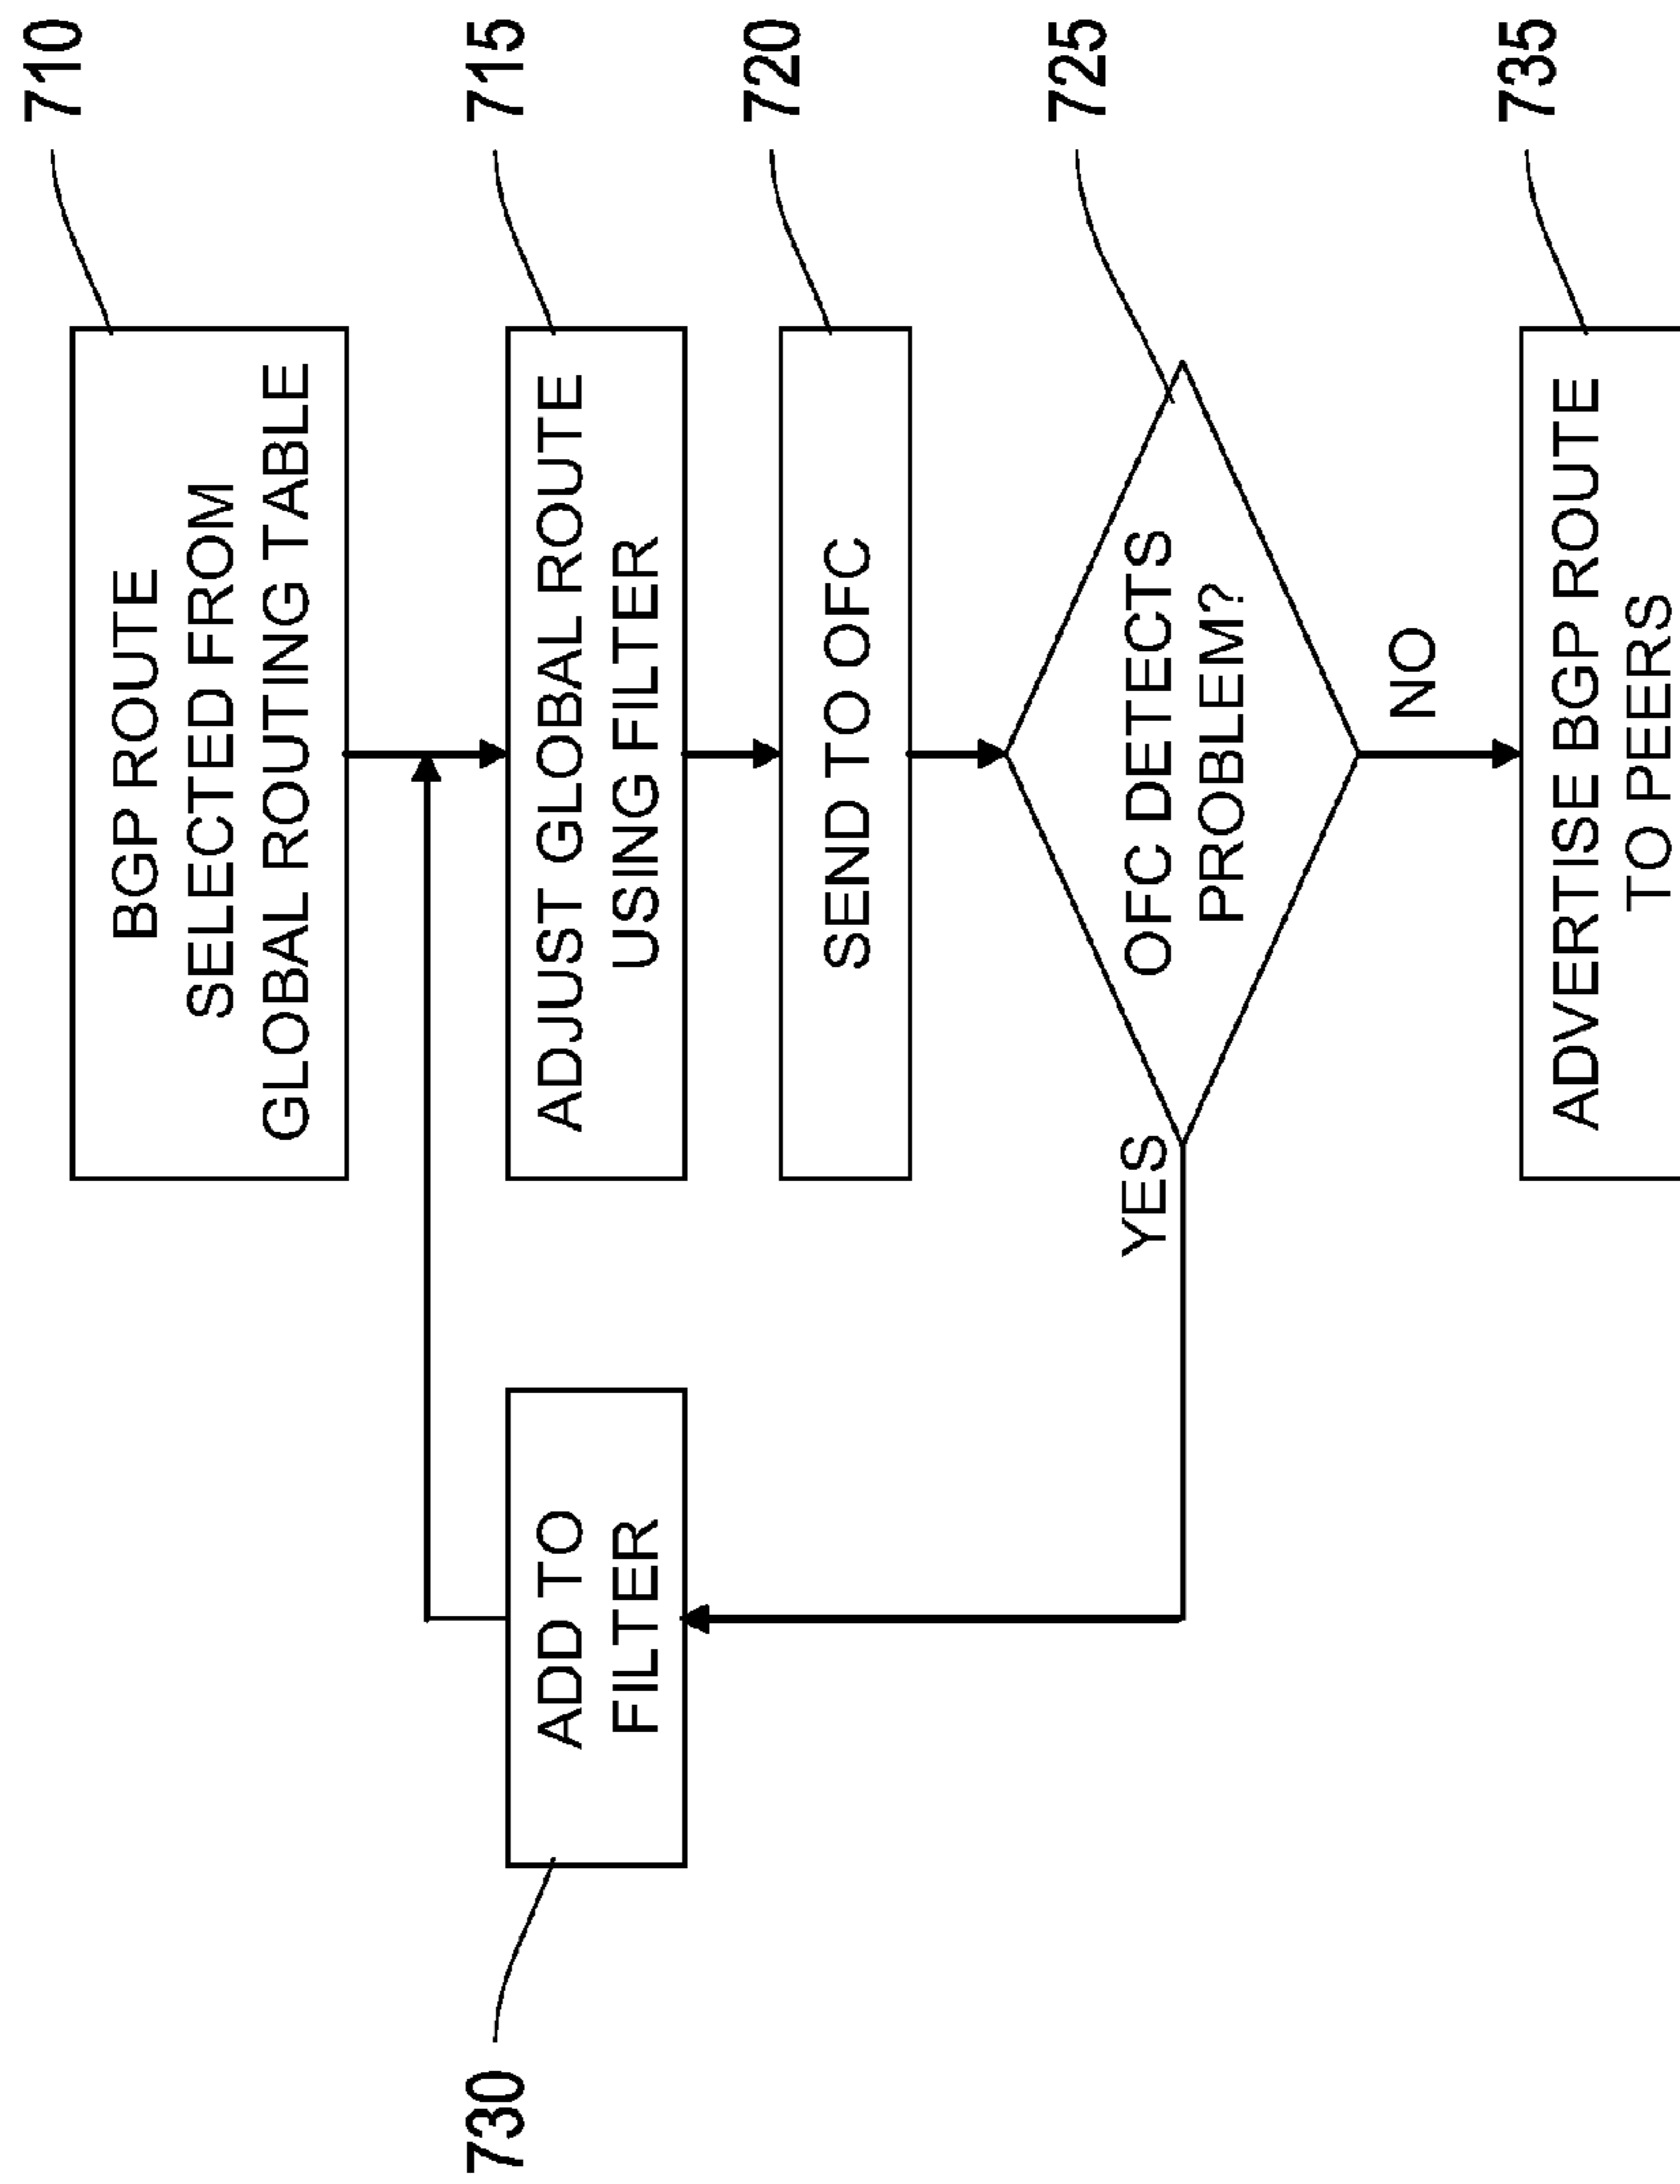 710
BGP ROUTE
SELECTED FROM
GLOBAL ROUTING TABLE
715
ADJUST GLOBAL ROUTE
USING FILTER
720
SEND TO OFC
725
OFC DETECTS
PROBLEM?
YES
NO
730
ADD TO
FILTER
735
ADVERTISE BGP ROUTE
TO PEERS